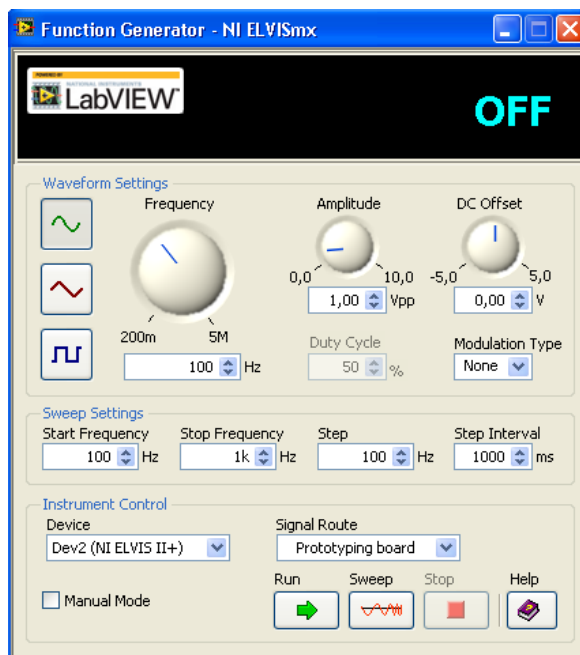 Function Generator - NI ELVISmx
POWERED BY
NATIONAL INSTRUMENTS
LabVIEW™
OFF
Waveform Settings
Frequency
Amplitude
DC Offset
0,0 10,0
-5,0 5,0
1,00 Vpp
0,00 V
200m 5M
100 Hz
Duty Cycle
50 %
Modulation Type
None
Sweep Settings
Start Frequency Stop Frequency Step Step Interval
100 Hz 1k Hz 100 Hz 1000 ms
Instrument Control
Device
Signal Route
Dev2 (NI ELVIS II+)
Prototyping board
Manual Mode
Run Sweep Stop Help